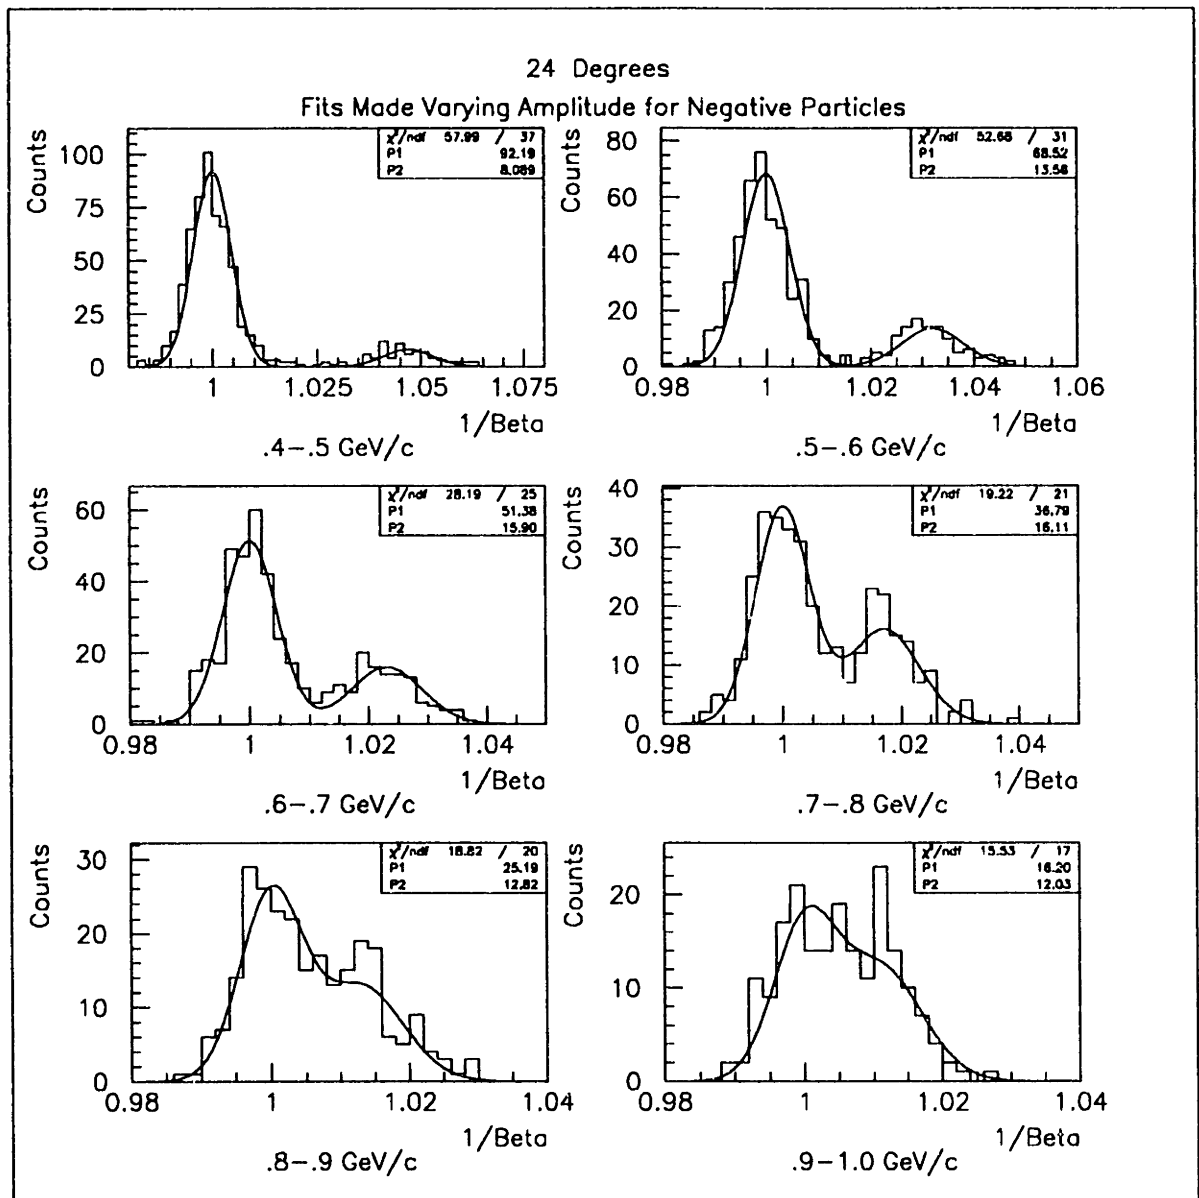 24 Degrees
Fits Made Varying Amplitude for Negative Particles
Counts
100
75
50
25
0
χ²/ndf 57.99 / 37
P1 92.19
P2 8.089
1
1.025
1.05
1.075
1/Beta
.4–.5 GeV/c
Counts
80
60
40
20
0
χ²/ndf 52.68 / 31
P1 68.52
P2 13.56
0.98
1
1.02
1.04
1.06
1/Beta
.5–.6 GeV/c
Counts
60
40
20
0
χ²/ndf 28.19 / 25
P1 51.38
P2 15.90
0.98
1
1.02
1.04
1/Beta
.6–.7 GeV/c
Counts
40
30
20
10
0
χ²/ndf 19.22 / 21
P1 36.79
P2 16.11
0.98
1
1.02
1.04
1/Beta
.7–.8 GeV/c
Counts
30
20
10
0
χ²/ndf 18.82 / 20
P1 25.19
P2 12.82
0.98
1
1.02
1.04
1/Beta
.8–.9 GeV/c
Counts
20
10
0
χ²/ndf 15.53 / 17
P1 16.20
P2 12.03
0.98
1
1.02
1.04
1/Beta
.9–1.0 GeV/c